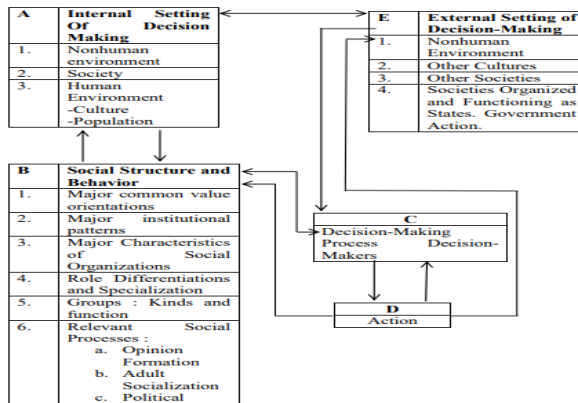 A Internal Setting
Of Decision
Making
1. Nonhuman
environment
2. Society
3. Human
Environment
-Culture
-Population
E External Setting of
Decision-Making
1. Nonhuman
Environment
2. Other Cultures
3. Other Societies
4. Societies Organized
and Functioning as
States. Government
Action.
B Social Structure and
Behavior
1. Major common value
orientations
2. Major institutional
patterns
3. Major Characteristics
of Social
Organizations
4. Role Differentiations
and Specialization
5. Groups : Kinds and
function
6. Relevant Social
Processes :
a. Opinion
Formation
b. Adult
Socialization
c. Political
C
Decision-Making
Process Decision-
Makers
D
Action